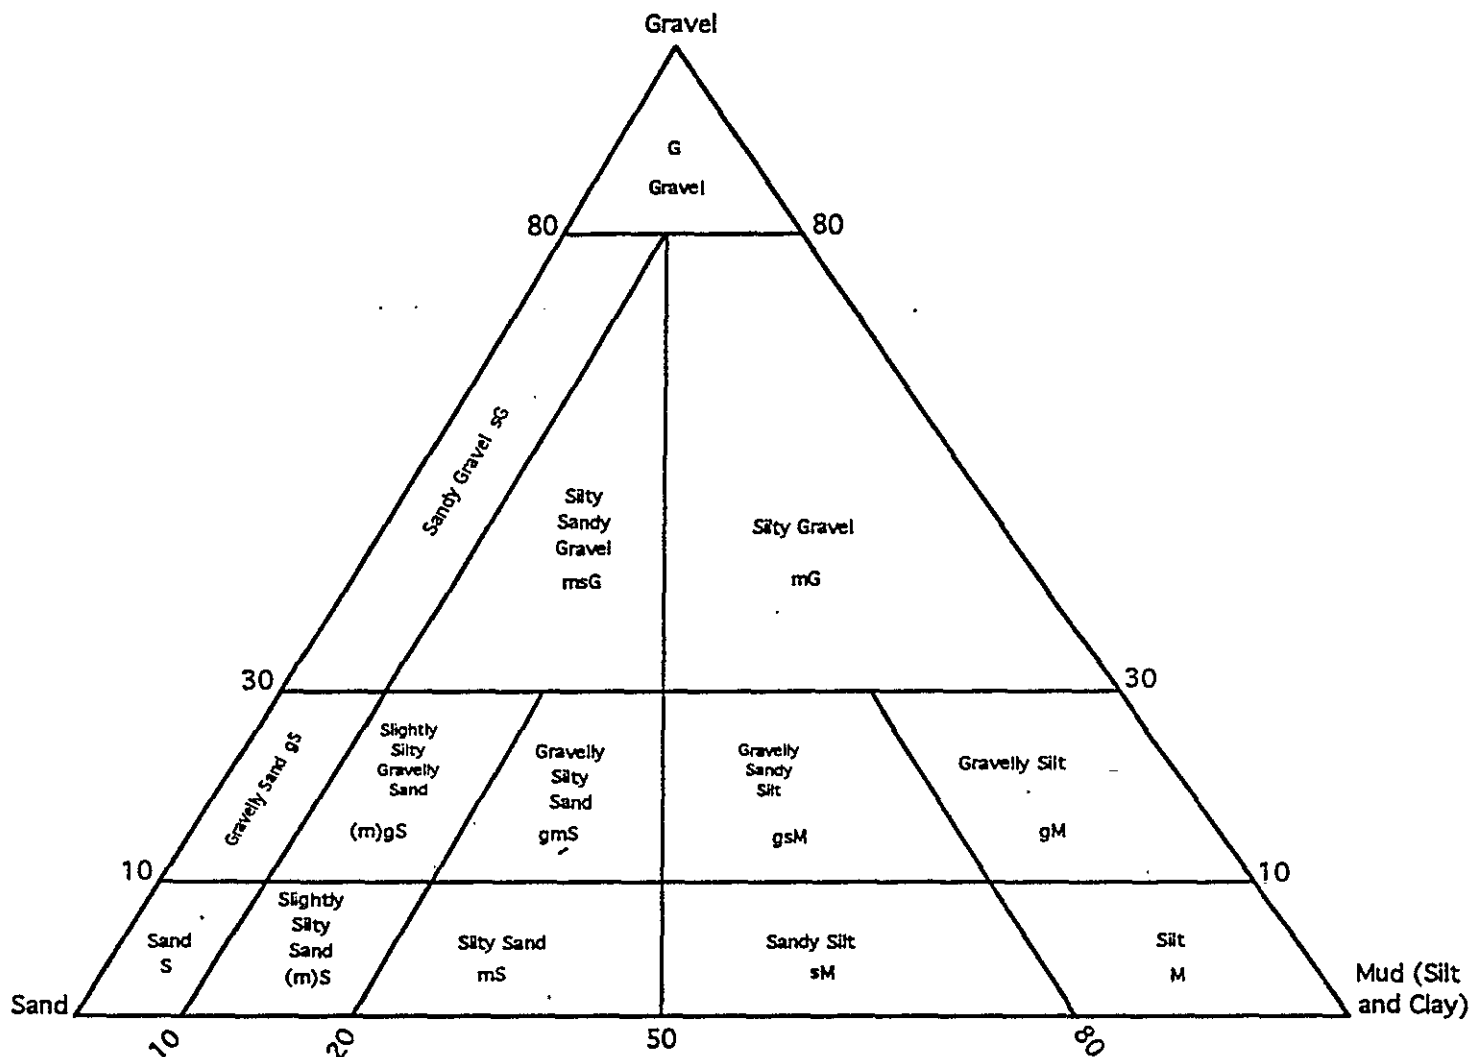 Gravel
G
Gravel
80
80
Sandy Gravel sG
Silty
Sandy
Gravel
msG
Silty Gravel
mG
30
30
Gravelly Sand gS
Slightly
Silty
Gravelly
Sand
(m)gS
Gravelly
Silty
Sand
gmS
Gravelly
Sandy
Silt
gsM
Gravelly Silt
gM
10
10
Sand
S
Slightly
Silty
Sand
(m)S
Silty Sand
mS
Sandy Silt
sM
Silt
M
Sand
Mud (Silt
and Clay)
10
20
50
80